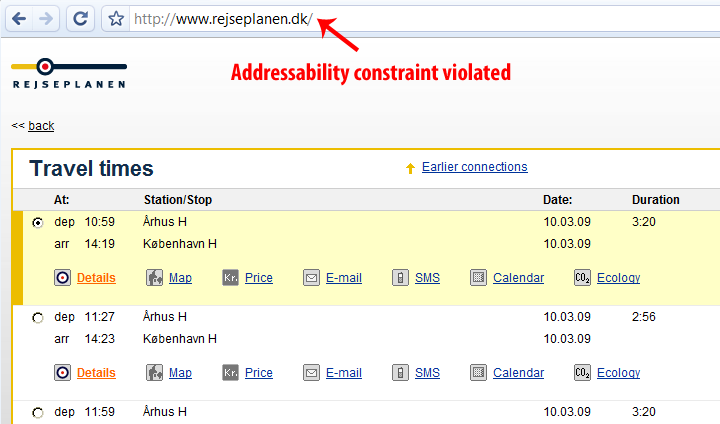 http://www.rejseplanen.dk/
Addressability constraint violated
REJSEPLANEN
<< back
Travel times
Earlier connections
At: Station/Stop Date: Duration
dep 10:59 Århus H 10.03.09 3:20
arr 14:19 København H 10.03.09
Details Map Kr. Price E-mail SMS Calendar CO₂ Ecology
dep 11:27 Århus H 10.03.09 2:56
arr 14:23 København H 10.03.09
Details Map Kr. Price E-mail SMS Calendar CO₂ Ecology
dep 11:59 Århus H 10.03.09 3:20